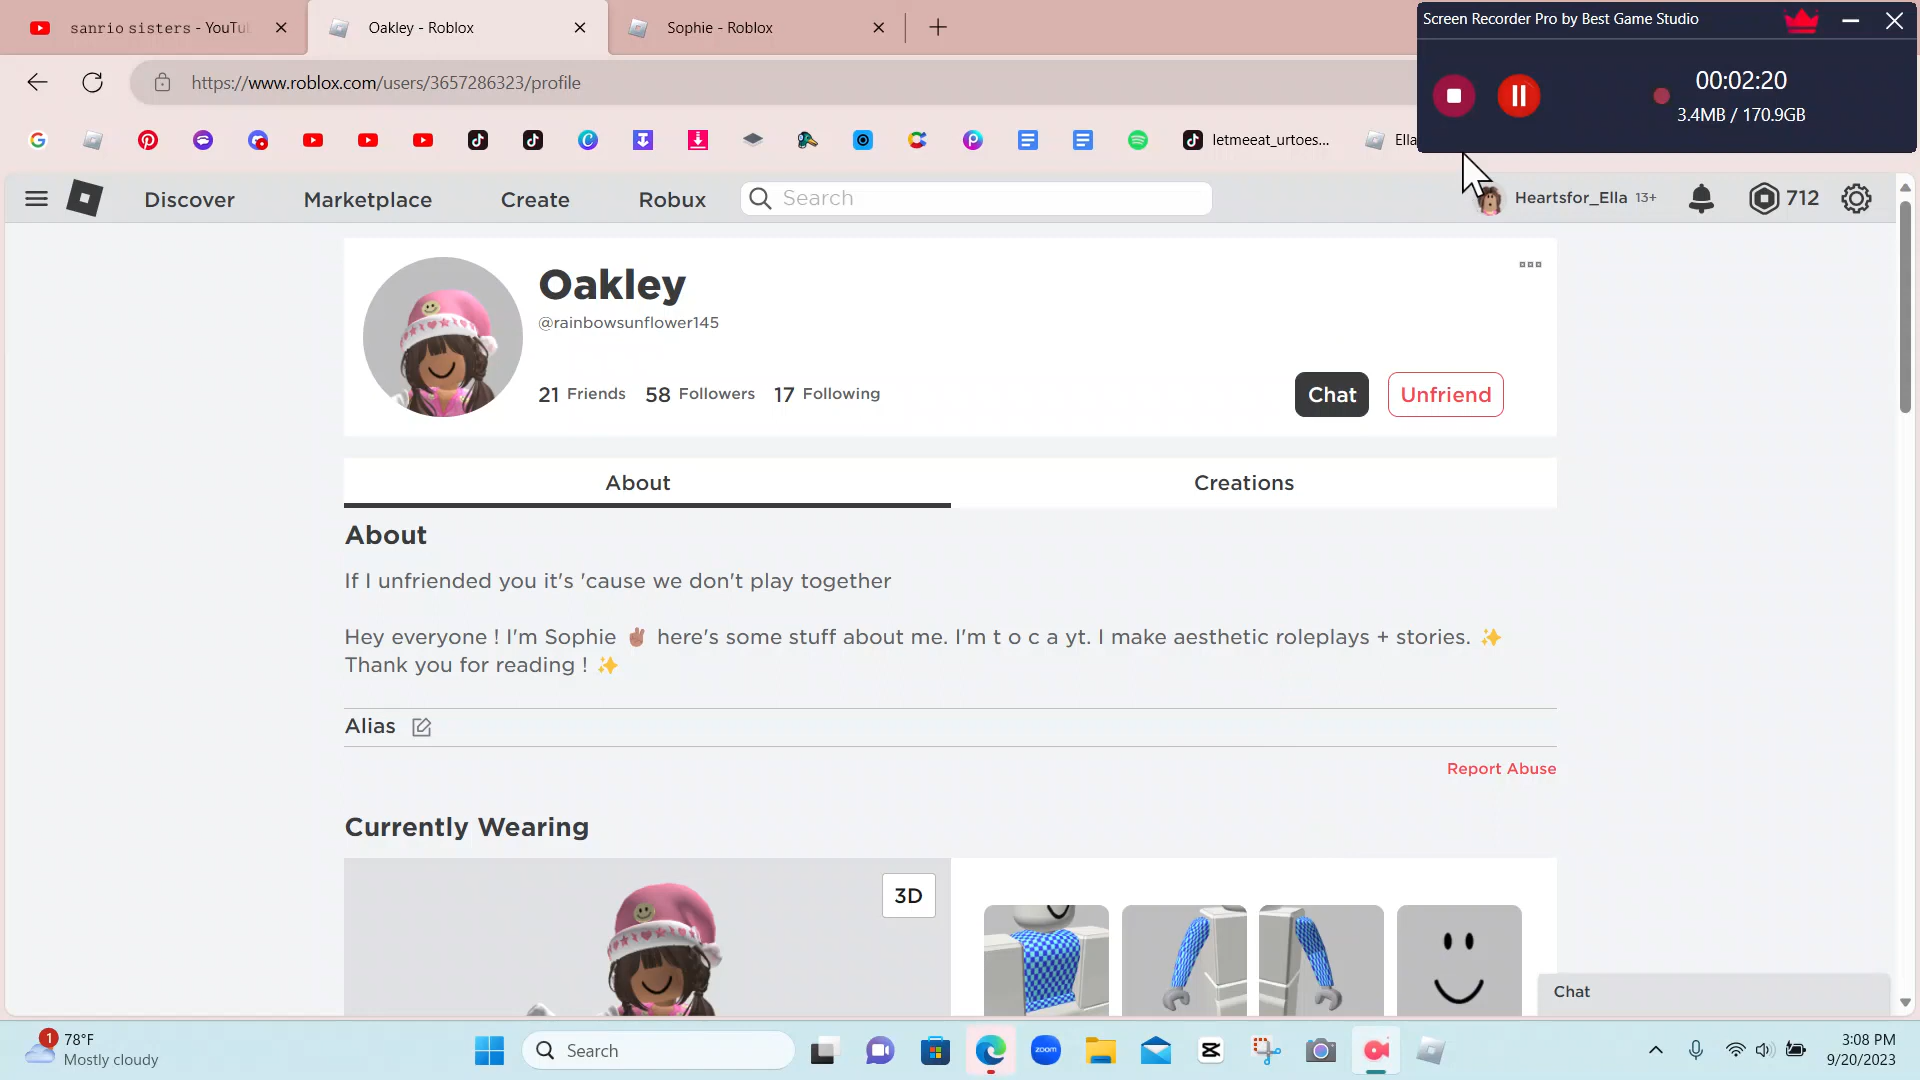 sanrio sisters - YouTu
Oakley - Roblox
Sophie - Roblox
Screen Recorder Pro by Best Game Studio
https://www.roblox.com/users/3657286323/profile
00:02:20
3.4MB / 170.9GB
letmeeat_urtoes...
Ella
Discover
Marketplace
Create
Robux
Search
Heartsfor_Ella 13+
712
Oakley
@rainbowsunflower145
21 Friends 58 Followers 17 Following
Chat
Unfriend
About
Creations
About
If I unfriended you it's 'cause we don't play together
Hey everyone ! I'm Sophie ✌🏽 here's some stuff about me. I'm t o c a yt. I make aesthetic roleplays + stories. ✨
Thank you for reading ! ✨
Alias
Report Abuse
Currently Wearing
3D
Chat
1
78°F
Mostly cloudy
Search
zoom
3:08 PM
9/20/2023